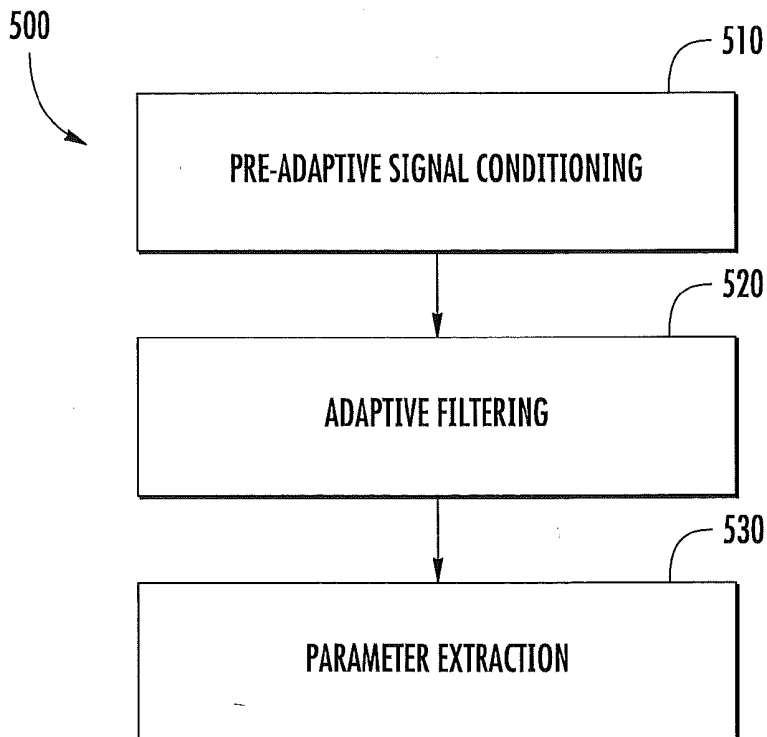 500
510
PRE-ADAPTIVE SIGNAL CONDITIONING
520
ADAPTIVE FILTERING
530
PARAMETER EXTRACTION